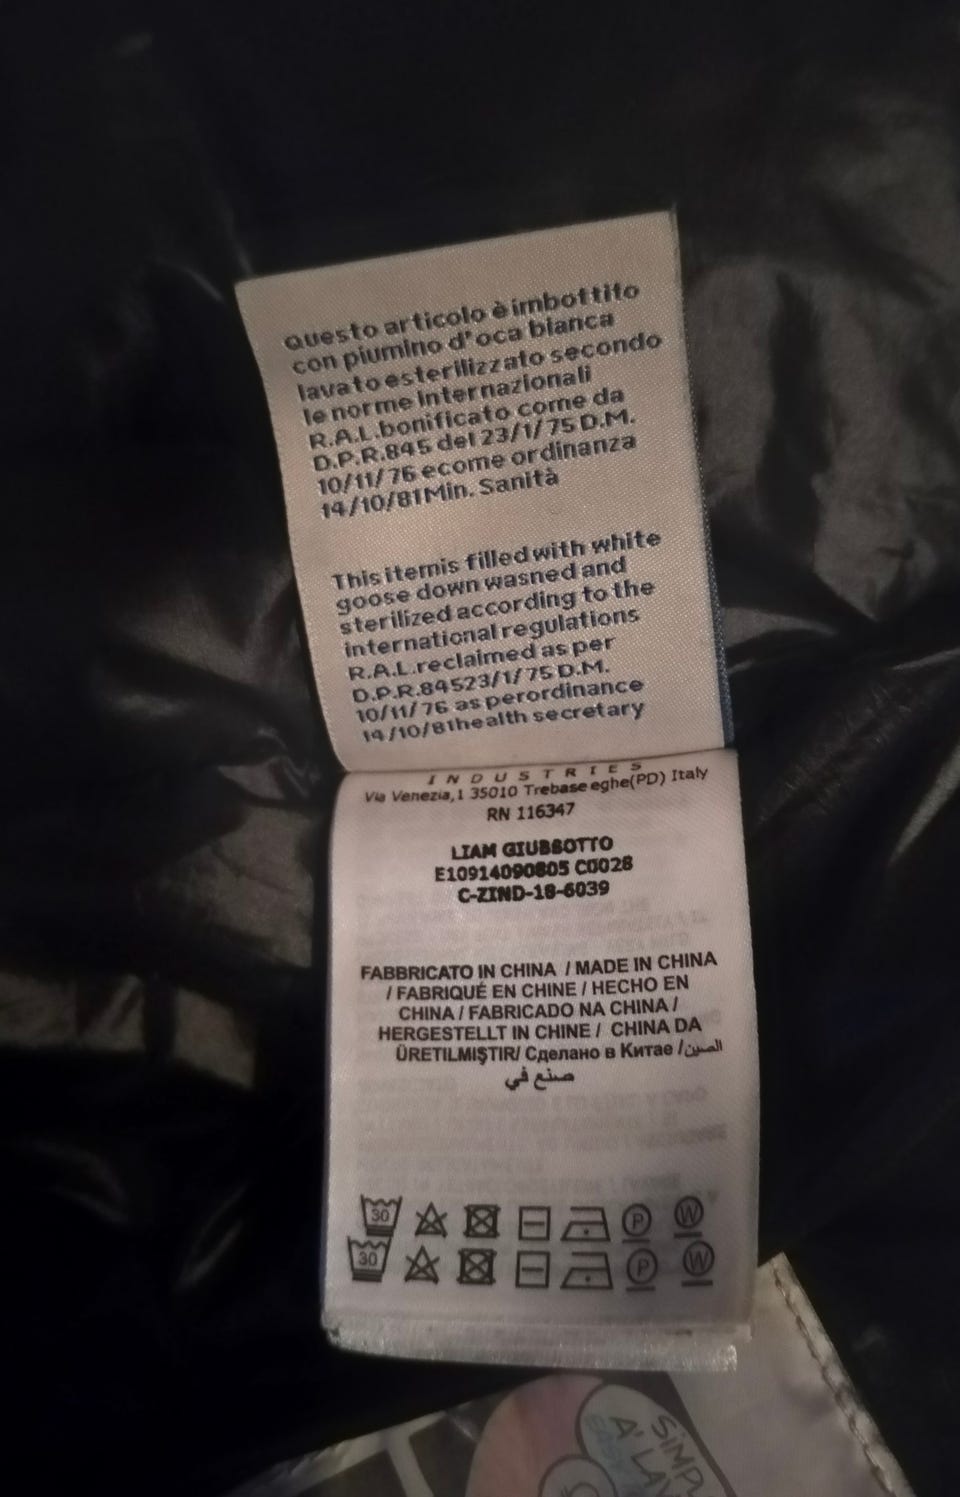 Questo articolo è imbottito
con piumino d'oca bianca
lavato esterilizzato secondo
le norme internazionali
R.A.L.bonificato come da
D.P.R.845 del 23/1/75 D.M.
10/11/76 ecome ordinanza
14/10/81Min. Sanità
This itemis filled with white
goose down wasned and
sterilized according to the
international regulations
R.A.L.reclaimed as per
D.P.R.84523/1/75 D.M.
10/11/76 as perordinance
14/10/81health secretary
INDUSTRIES
Via Venezia,1 35010 Trebase eghe(PD) Italy
RN 116347
LIAM GIUBBOTTO
E10914090805 C0028
C-ZIND-18-6039
FABBRICATO IN CHINA / MADE IN CHINA
/ FABRIQUÉ EN CHINE / HECHO EN
CHINA / FABRICADO NA CHINA /
HERGESTELLT IN CHINE / CHINA DA
ÜRETILMIŞTIR/ Сделано в Китае /الصين
صنع في
30 P W
30 P W
SiMPL
A' LAV